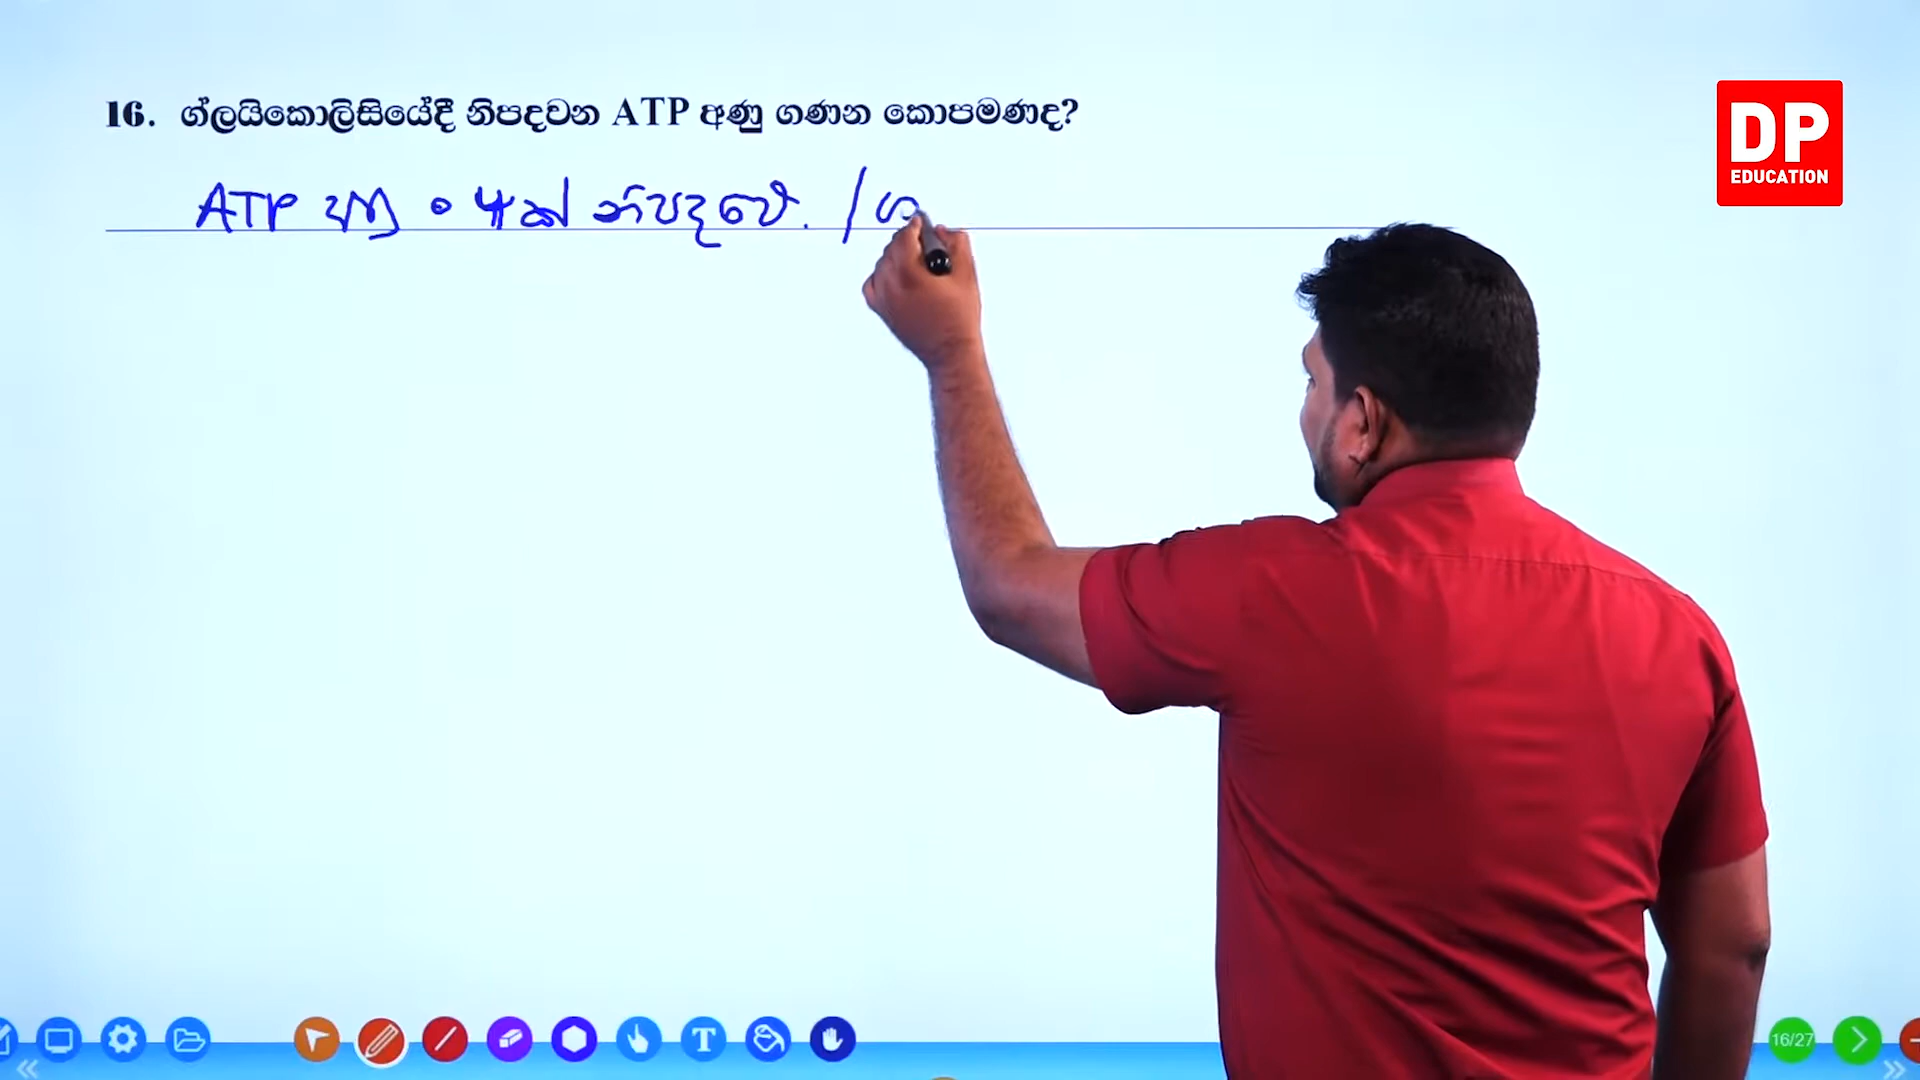 16. ග්ලයිකොලිසියේදී නිපදවන ATP අණු ගණන කොපමණද?
ATP අණු 4ක් නිපදවේ. / ග
DP
EDUCATION
T
16/27